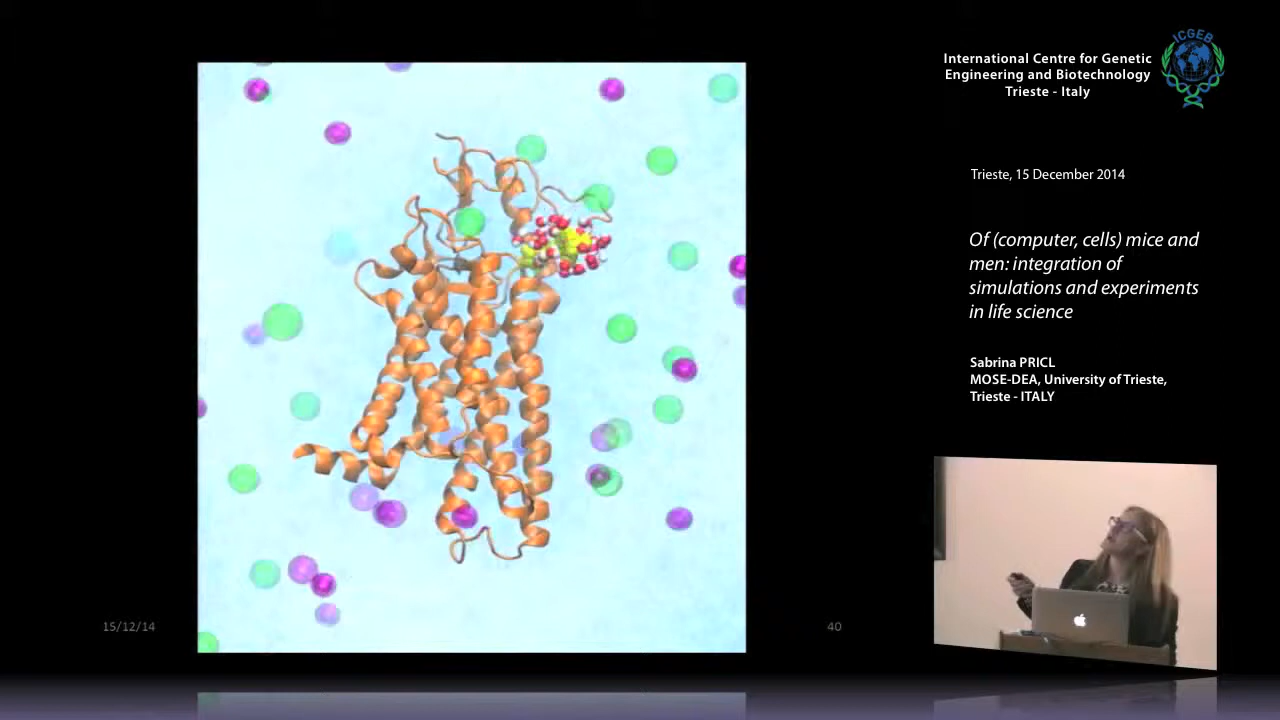 ICGEB
International Centre for Genetic
Engineering and Biotechnology
Trieste - Italy
Trieste, 15 December 2014
Of (computer, cells) mice and
men: integration of
simulations and experiments
in life science
Sabrina PRICL
MOSE-DEA, University of Trieste,
Trieste - ITALY
15/12/14
40